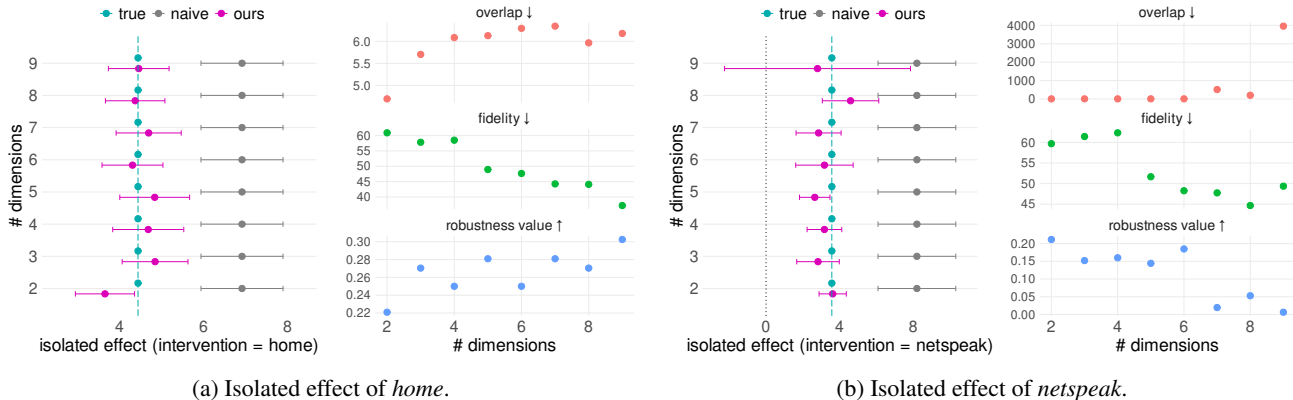 true naive ours
# dimensions
9
8
7
6
5
4
3
2
4 6 8
isolated effect (intervention = home)
overlap ↓
6.0
5.5
5.0
fidelity ↓
60
55
50
45
40
robustness value ↑
0.30
0.28
0.26
0.24
0.22
2 4 6 8
# dimensions
(a) Isolated effect of home.
true naive ours
# dimensions
9
8
7
6
5
4
3
2
0 4 8
isolated effect (intervention = netspeak)
overlap ↓
4000
3000
2000
1000
0
fidelity ↓
60
55
50
45
robustness value ↑
0.20
0.15
0.10
0.05
0.00
2 4 6 8
# dimensions
(b) Isolated effect of netspeak.